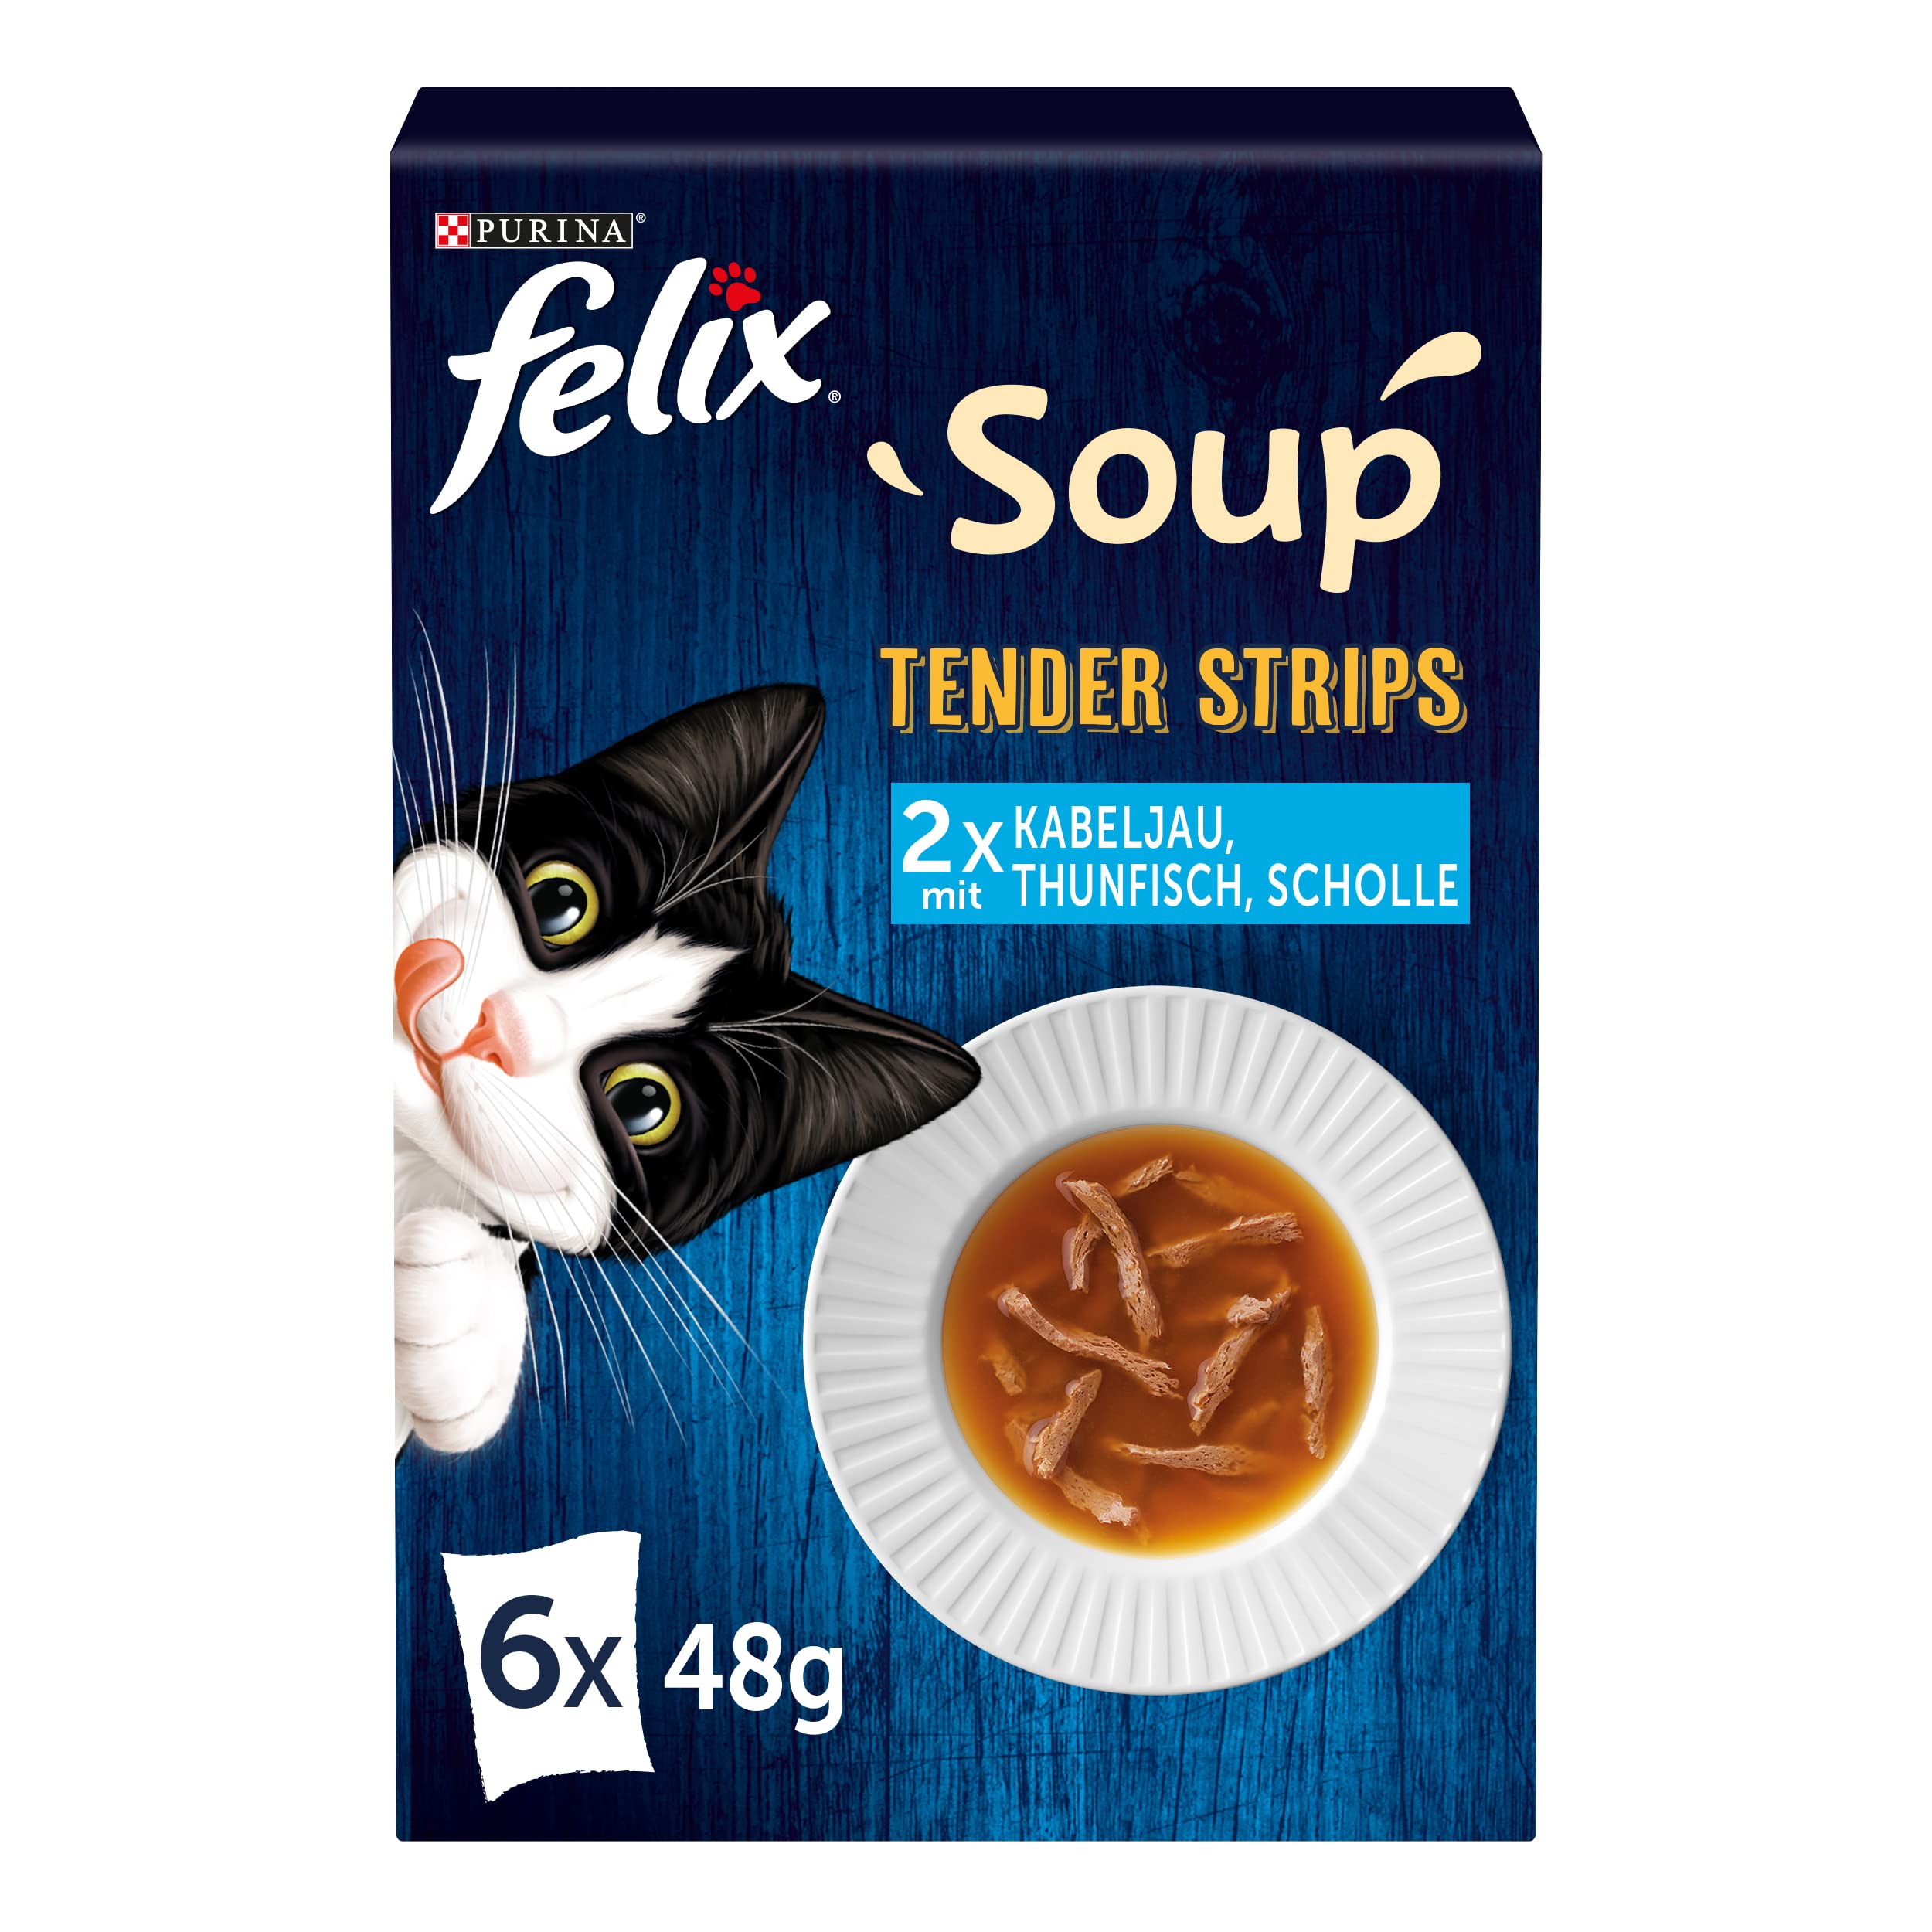 PURINA®
felix®
Soup
TENDER STRIPS
2x mit KABELJAU,
THUNFISCH, SCHOLLE
6x 48g